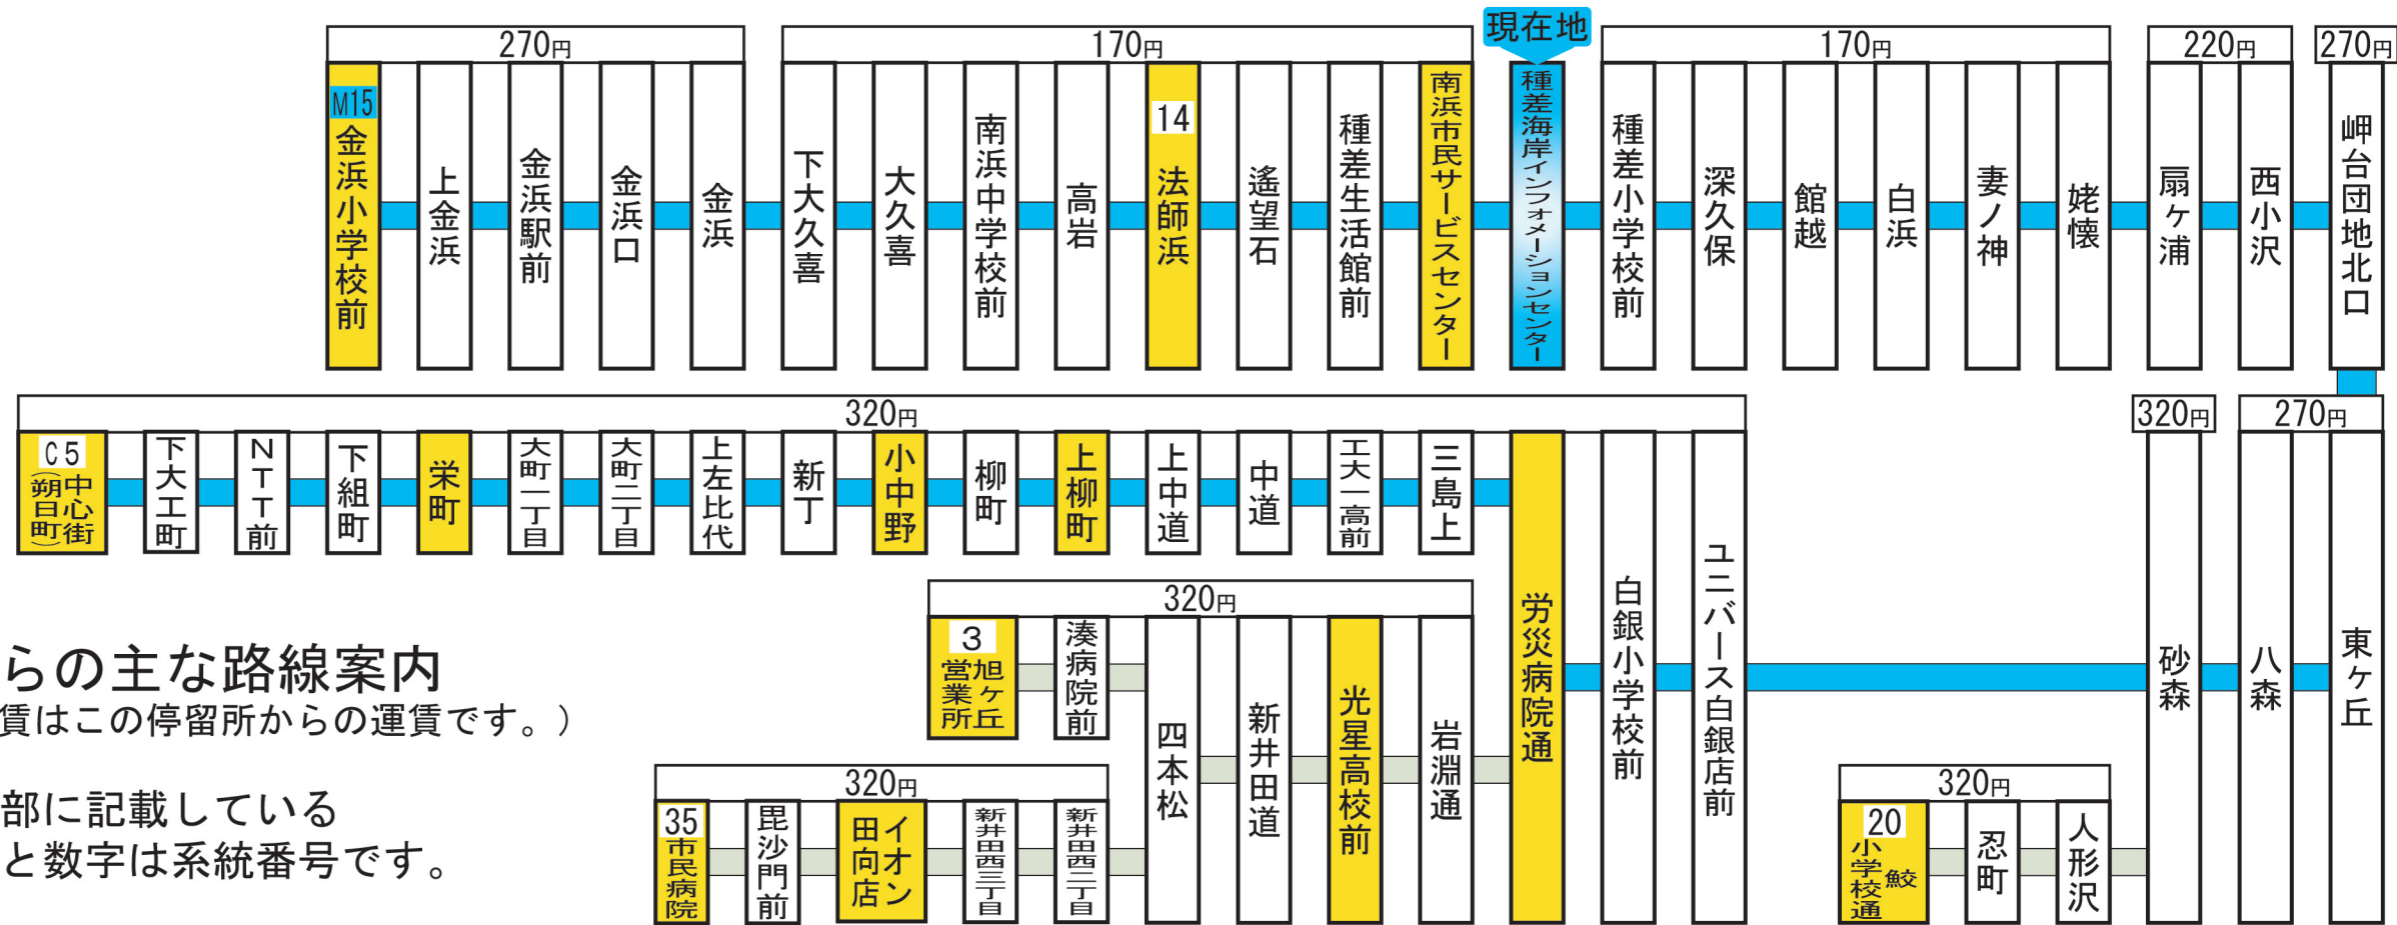 現在地
270円
170円
170円
220円
270円
M15
金浜小学校前
上金浜
金浜駅前
金浜口
金浜
下大久喜
大久喜
南浜中学校前
高岩
14
法師浜
遙望石
種差生活館前
南浜市民サービスセンター
種差海岸インフォメーションセンター
種差小学校前
深久保
館越
白浜
妻ノ神
姥懐
扇ヶ浦
西小沢
岬台団地北口
320円
320円
270円
C5
中心街
(朔日町)
下大工町
NTT前
下組町
栄町
大町一丁目
大町二丁目
上左比代
新丁
小中野
柳町
上柳町
上中道
中道
工大一高前
三島上
労災病院通
白銀小学校前
ユニバース白銀店前
砂森
八森
東ヶ丘
320円
3
旭ヶ丘
営業所
湊病院前
四本松
新井田道
光星高校前
岩淵通
らの主な路線案内
賃はこの停留所からの運賃です。）
部に記載している
と数字は系統番号です。
320円
35
市民病院
毘沙門前
イオン
田向店
新井田西三丁目
新井田西二丁目
320円
20
鮫
小学校通
忍町
人形沢